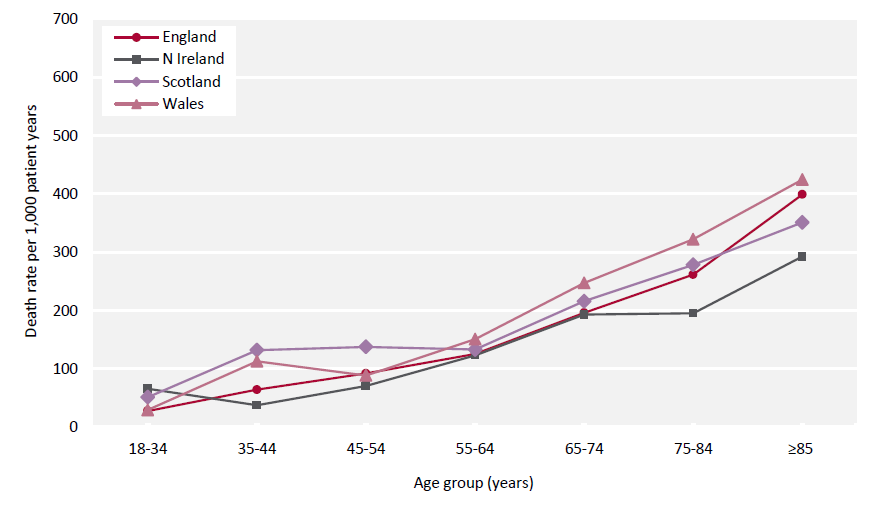 700
600
500
400
300
200
100
0
Death rate per 1,000 patient years
England
N Ireland
Scotland
Wales
18-34 35-44 45-54 55-64 65-74 75-84 ≥85
Age group (years)